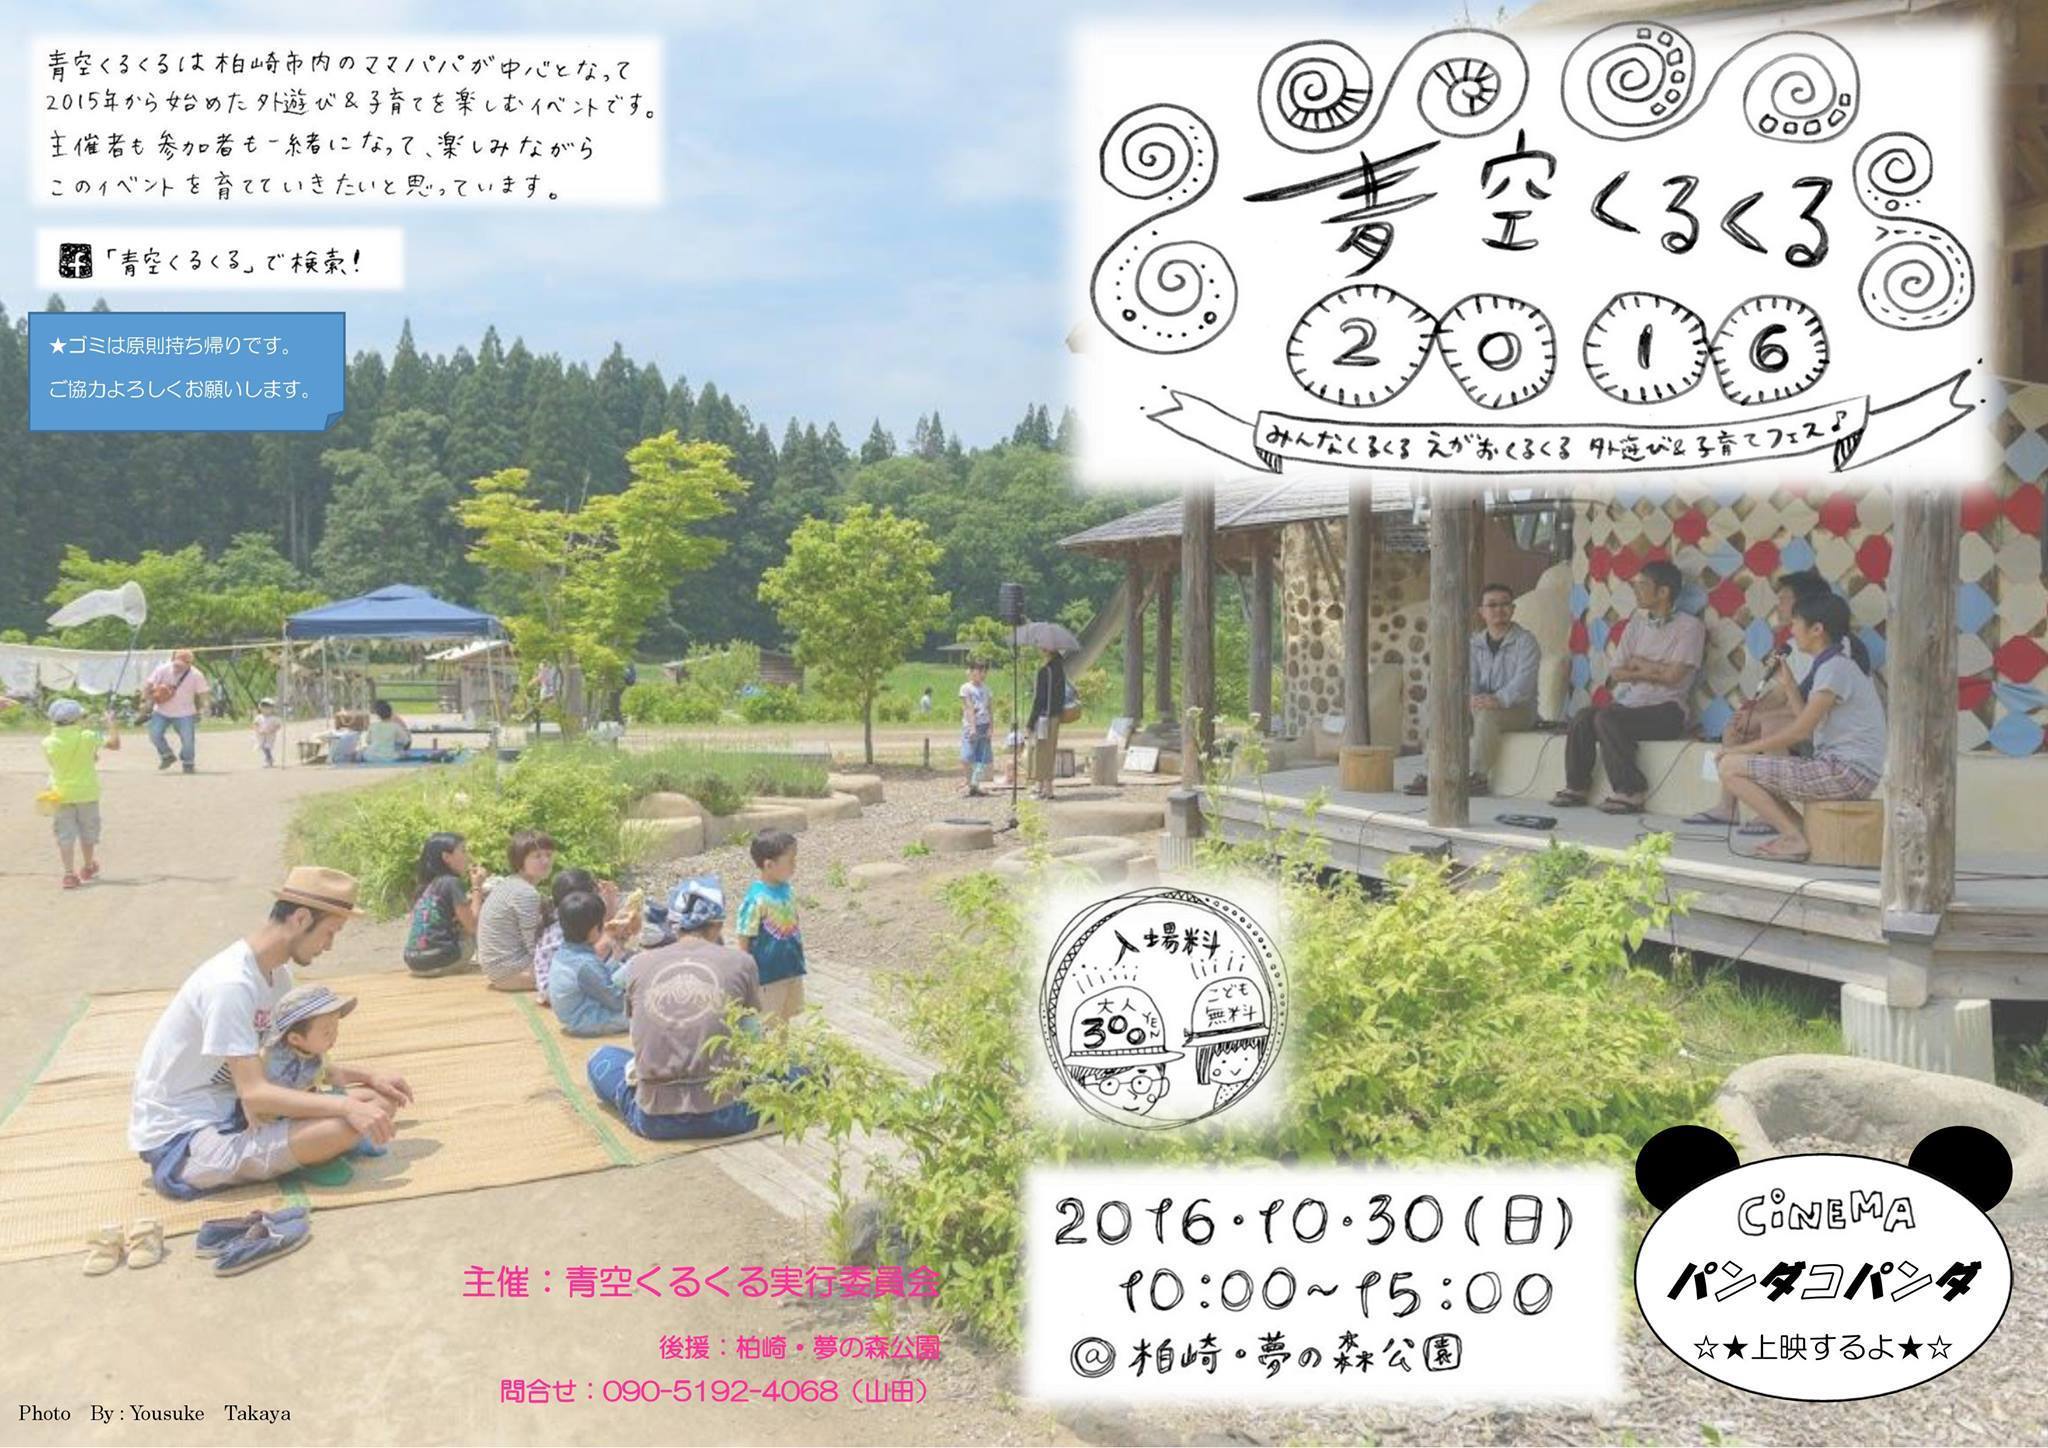 青空くるくるは柏崎市内のママパパが中心となって
2015年から始めた外遊び&子育てを楽しむイベントです。
主催者も参加者も一緒になって、楽しみながら
このイベントを育てていきたいと思っています。
f「青空くるくる」で検索!
★ゴミは原則持ち帰りです。
ご協力よろしくお願いします。
青空くるくる
2016
みんなくるくる えがおくるくる 外遊び&子育てフェス♪
入場料
大人
300 YEN
こども
無料
2016・10・30(日)
10:00~15:00
@柏崎・夢の森公園
CiNEMA
パンダコパンダ
☆★上映するよ★☆
主催：青空くるくる実行委員会
後援：柏崎・夢の森公園
問合せ：090-5192-4068（山田）
Photo By : Yousuke Takaya